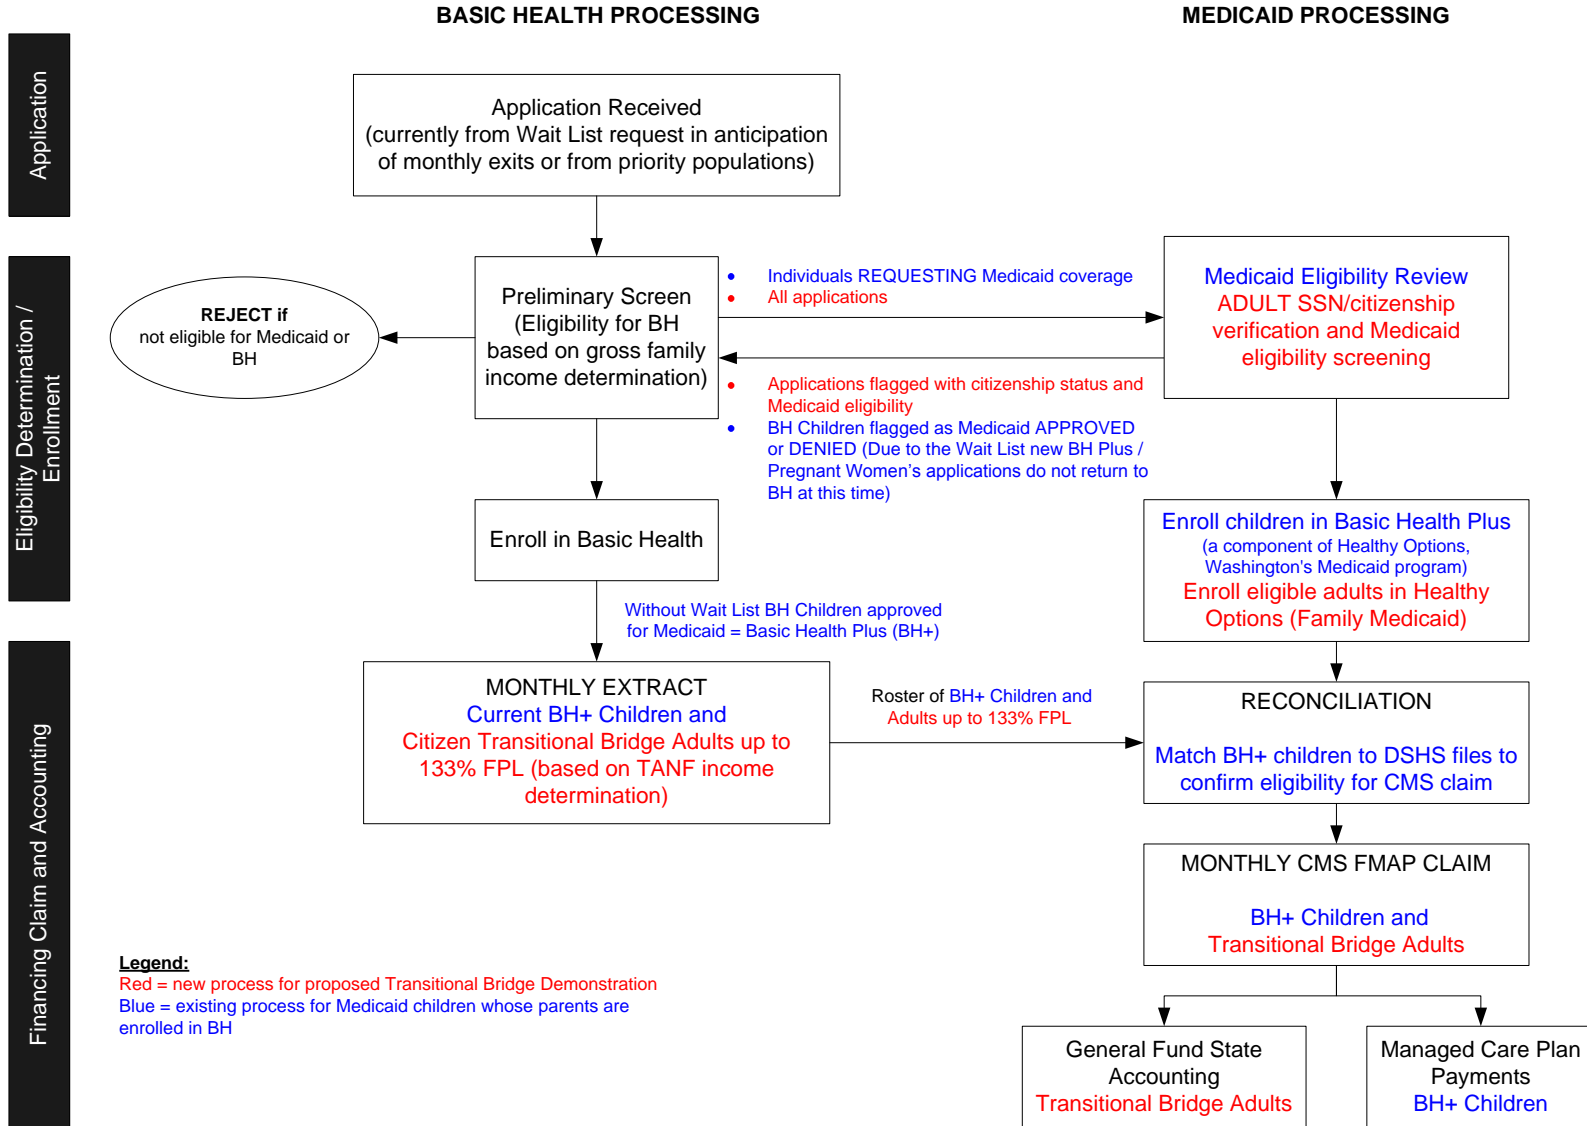 BASIC HEALTH PROCESSING
MEDICAID PROCESSING
Application
Application Received
(currently from Wait List request in anticipation
of monthly exits or from priority populations)
Eligibility Determination /
Enrollment
REJECT if
not eligible for Medicaid or
BH
Preliminary Screen
(Eligibility for BH
based on gross family
income determination)
• Individuals REQUESTING Medicaid coverage
• All applications
• Applications flagged with citizenship status and
Medicaid eligibility
• BH Children flagged as Medicaid APPROVED
or DENIED (Due to the Wait List new BH Plus /
Pregnant Women's applications do not return to
BH at this time)
Medicaid Eligibility Review
ADULT SSN/citizenship
verification and Medicaid
eligibility screening
Enroll in Basic Health
Enroll children in Basic Health Plus
(a component of Healthy Options,
Washington's Medicaid program)
Enroll eligible adults in Healthy
Options (Family Medicaid)
Without Wait List BH Children approved
for Medicaid = Basic Health Plus (BH+)
Financing Claim and Accounting
MONTHLY EXTRACT
Current BH+ Children and
Citizen Transitional Bridge Adults up to
133% FPL (based on TANF income
determination)
Roster of BH+ Children and
Adults up to 133% FPL
RECONCILIATION
Match BH+ children to DSHS files to
confirm eligibility for CMS claim
MONTHLY CMS FMAP CLAIM
BH+ Children and
Transitional Bridge Adults
Legend:
Red = new process for proposed Transitional Bridge Demonstration
Blue = existing process for Medicaid children whose parents are
enrolled in BH
General Fund State
Accounting
Transitional Bridge Adults
Managed Care Plan
Payments
BH+ Children